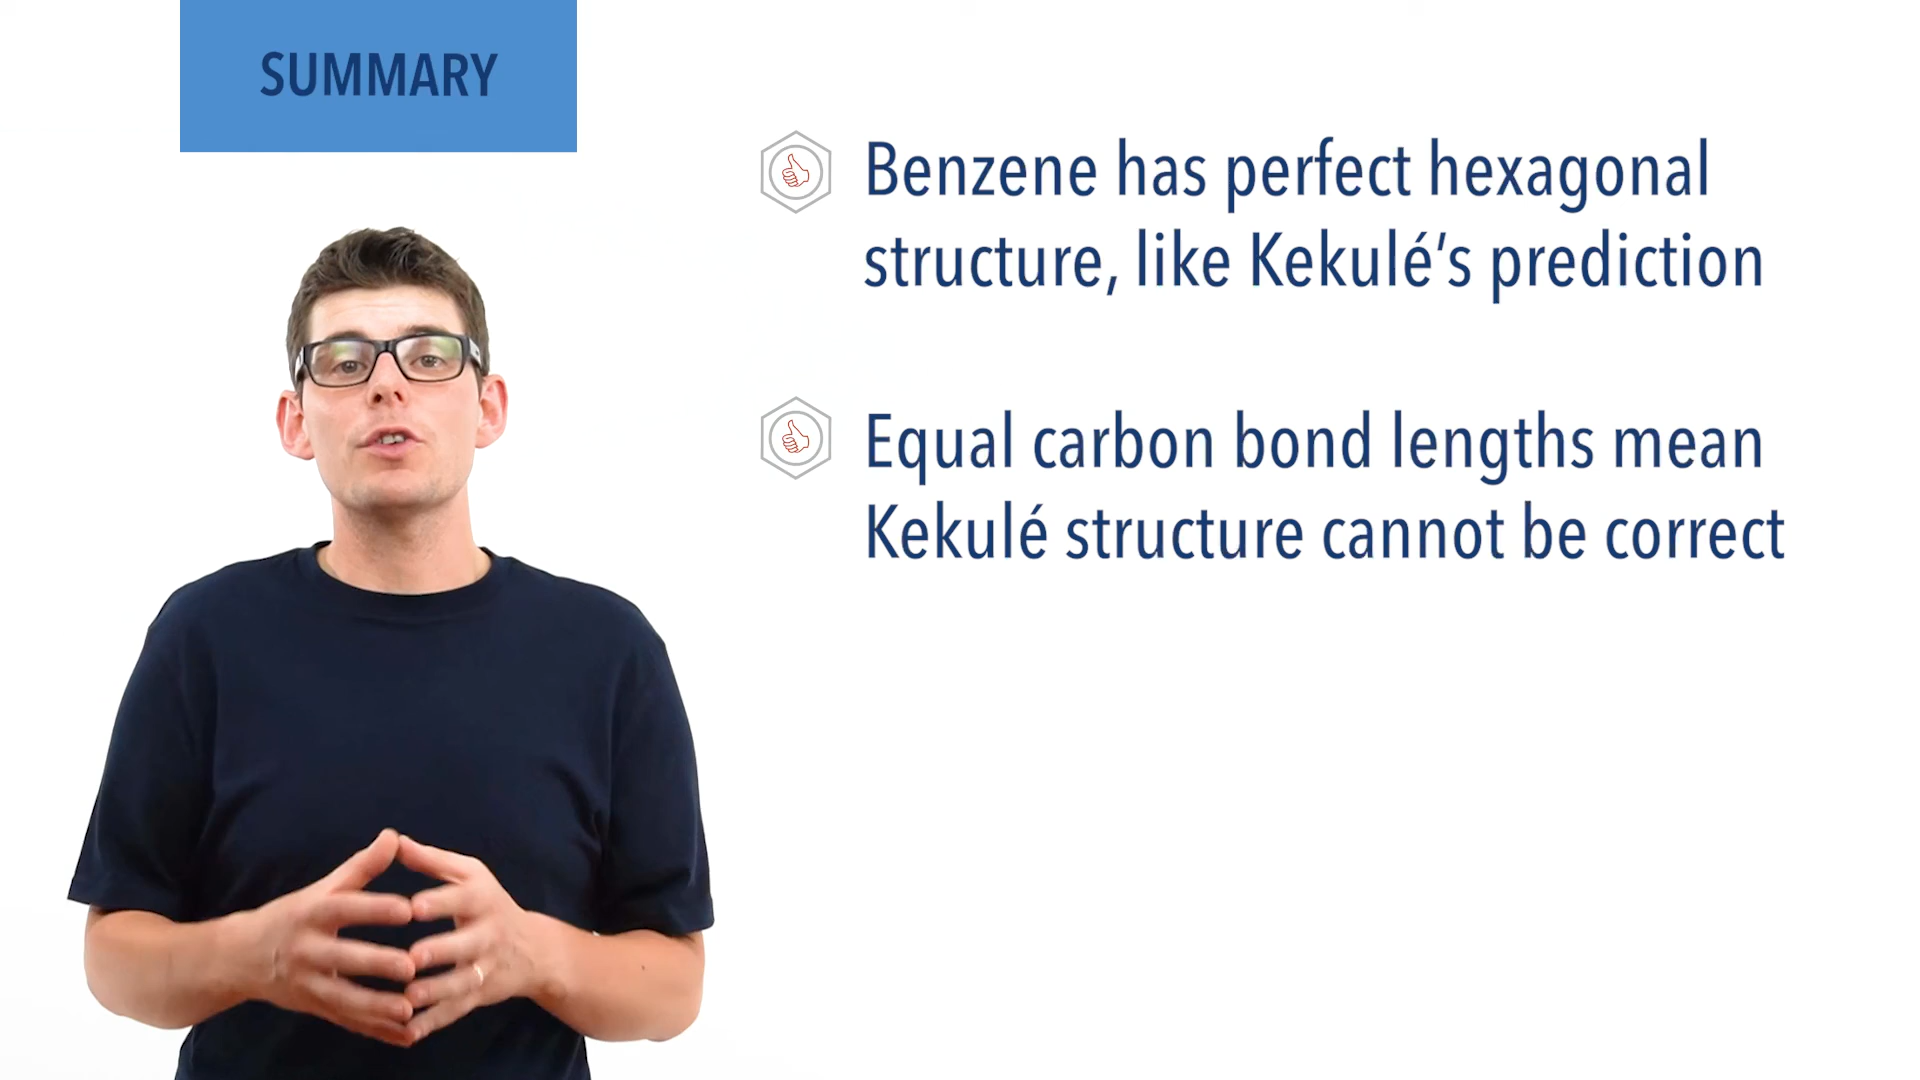 SUMMARY
Benzene has perfect hexagonal
structure, like Kekulé‘s prediction
Equal carbon bond lengths mean
Kekulé structure cannot be correct